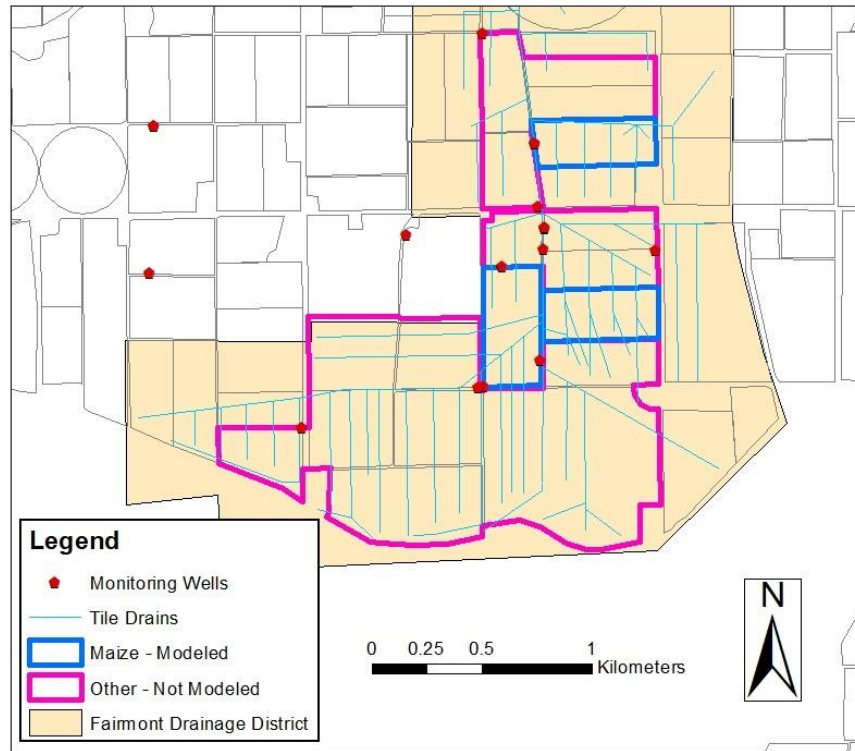 Legend
Monitoring Wells
Tile Drains
Maize - Modeled
Other - Not Modeled
Fairmont Drainage District
0 0.25 0.5 1
Kilometers
N